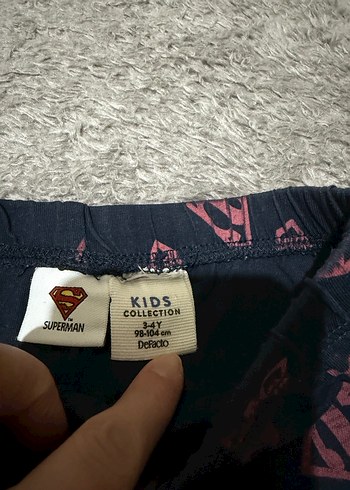 SUPERMAN
KIDS
COLLECTION
3-4 Y
98-104 cm
DeFacto